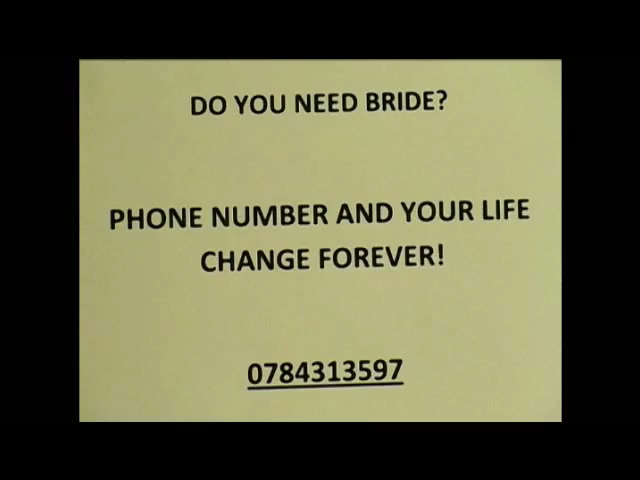 DO YOU NEED BRIDE?
PHONE NUMBER AND YOUR LIFE
CHANGE FOREVER!
0784313597